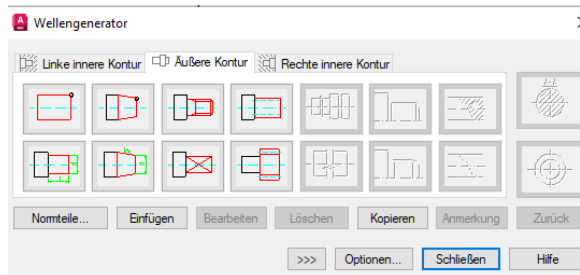 Wellengenerator
Linke innere Kontur Äußere Kontur Rechte innere Kontur
Normteile... Einfügen Bearbeiten Löschen Kopieren Anmerkung Zurück
>>> Optionen... Schließen Hilfe